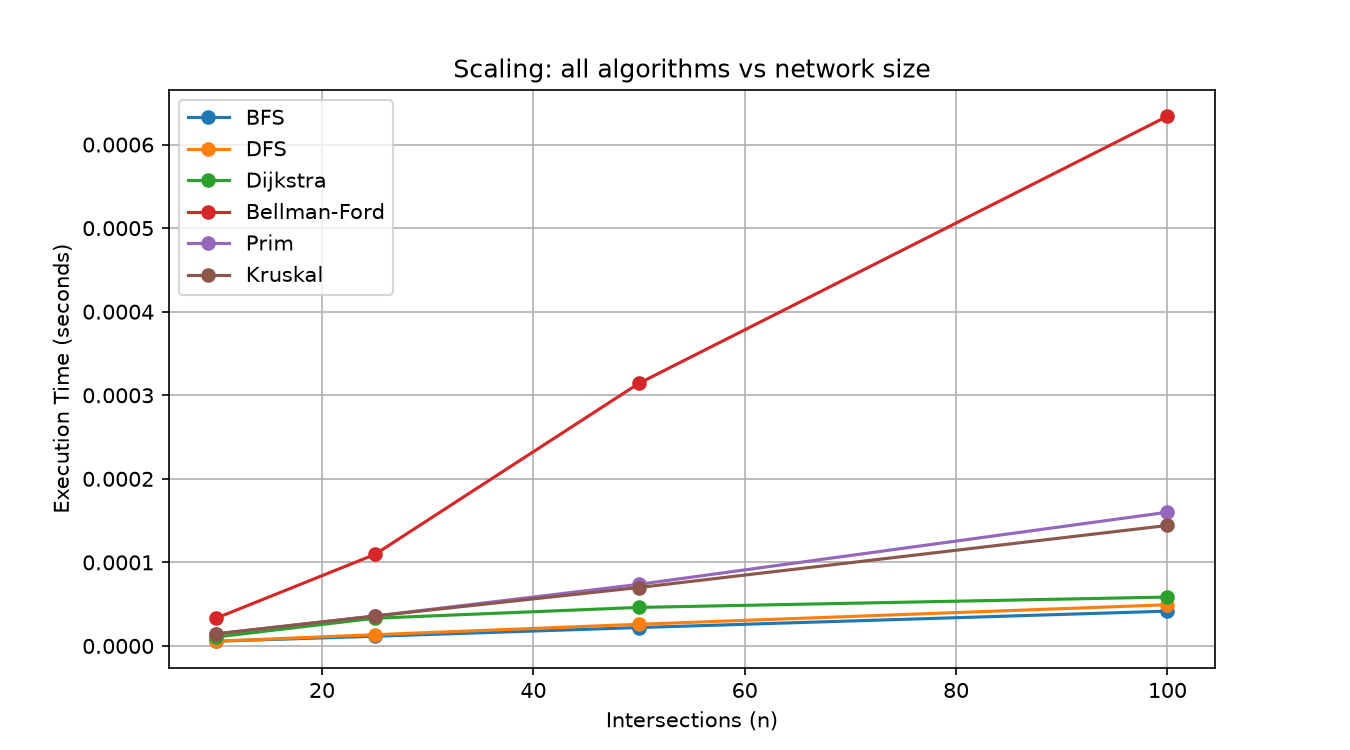 Scaling: all algorithms vs network size
BFS
DFS
Dijkstra
Bellman-Ford
Prim
Kruskal
Execution Time (seconds)
0.0006
0.0005
0.0004
0.0003
0.0002
0.0001
0.0000
20 40 60 80 100
Intersections (n)